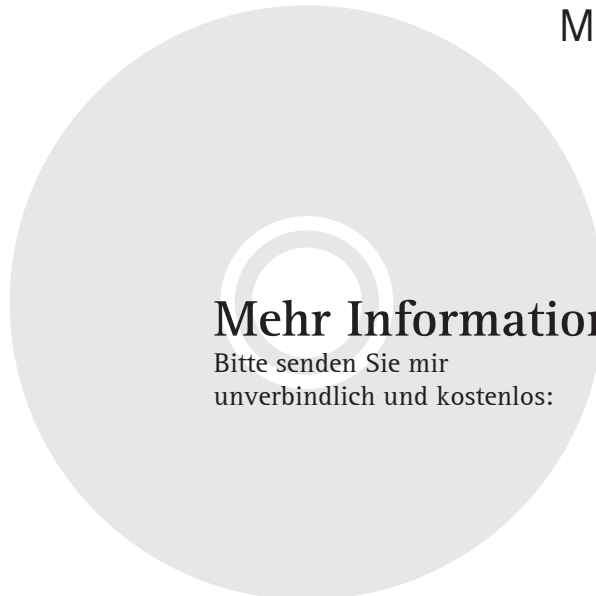 M
Mehr Information
Bitte senden Sie mir
unverbindlich und kostenlos: